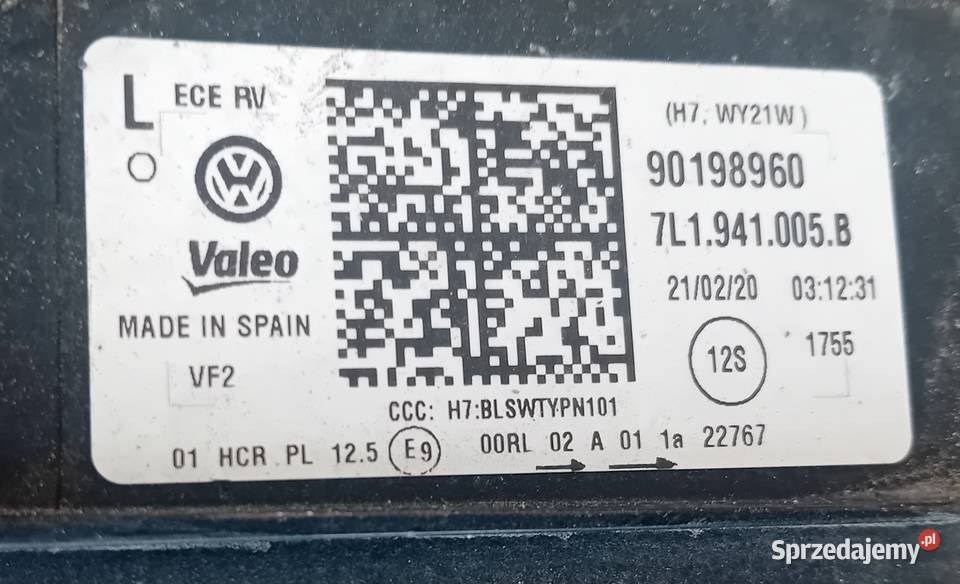 L ECE RV
VW
Valeo
MADE IN SPAIN
VF2
(H7, WY21W)
90198960
7L1.941.005.B
21/02/20 03:12:31
12S 1755
CCC: H7:BLSWTYPN101
01 HCR PL 12.5 E9 00RL 02 A 01 1a 22767
Sprzedajemy.pl